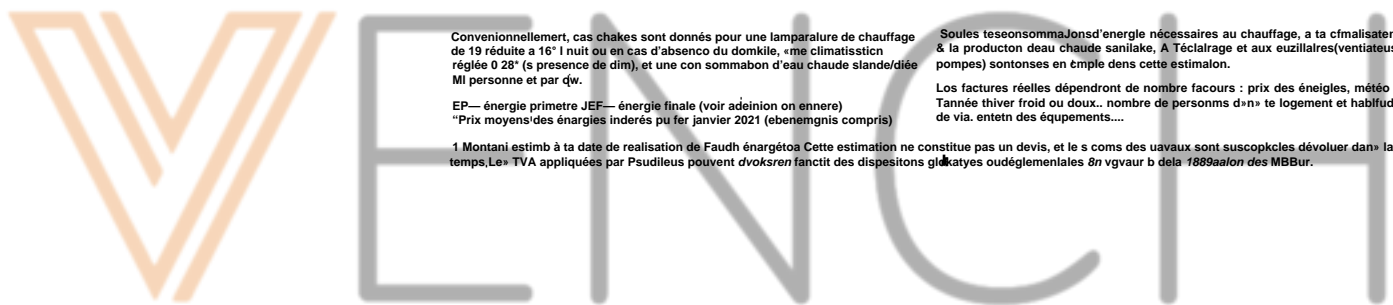 VENCH
Convenionnellemert, cas chakes sont donnés pour une lamparalure de chauffage
de 19 réduite a 16° l nuit ou en cas d'absenco du domkile, «me climatissticn
réglée 0 28* (s presence de dim), et une con sommabon d'eau chaude slande/diée
MI personne et par qw.
EP— énergie primetre JEF— énergie finale (voir adeinion on ennere)
“Prix moyens'des énargies inderés pu fer janvier 2021 (ebenemgnis compris)
Soules teseonsommaJonsd'energle nécessaires au chauffage, a ta cfmalisater
& la producton deau chaude sanilake, A Téclalrage et aux euzillalres(ventiateus
pompes) sontonses en cmple dens cette estimalon.
Los factures réelles dépendront de nombre facours : prix des éneigles, météo
Tannée thiver froid ou doux.. nombre de personms d»n» te logement et hablfud
de via. entetn des équpements....
1 Montani estimb à ta date de realisation de Faudh énargétoa Cette estimation ne constitue pas un devis, et le s coms des uavaux sont suscopkcles dévoluer dan» la
temps,Le» TVA appliquées par Psudileus pouvent dvoksren fanctit des dispesitons katyes oudéglemenlales 8n vgvaur b dela 1889aalon des MBBur.